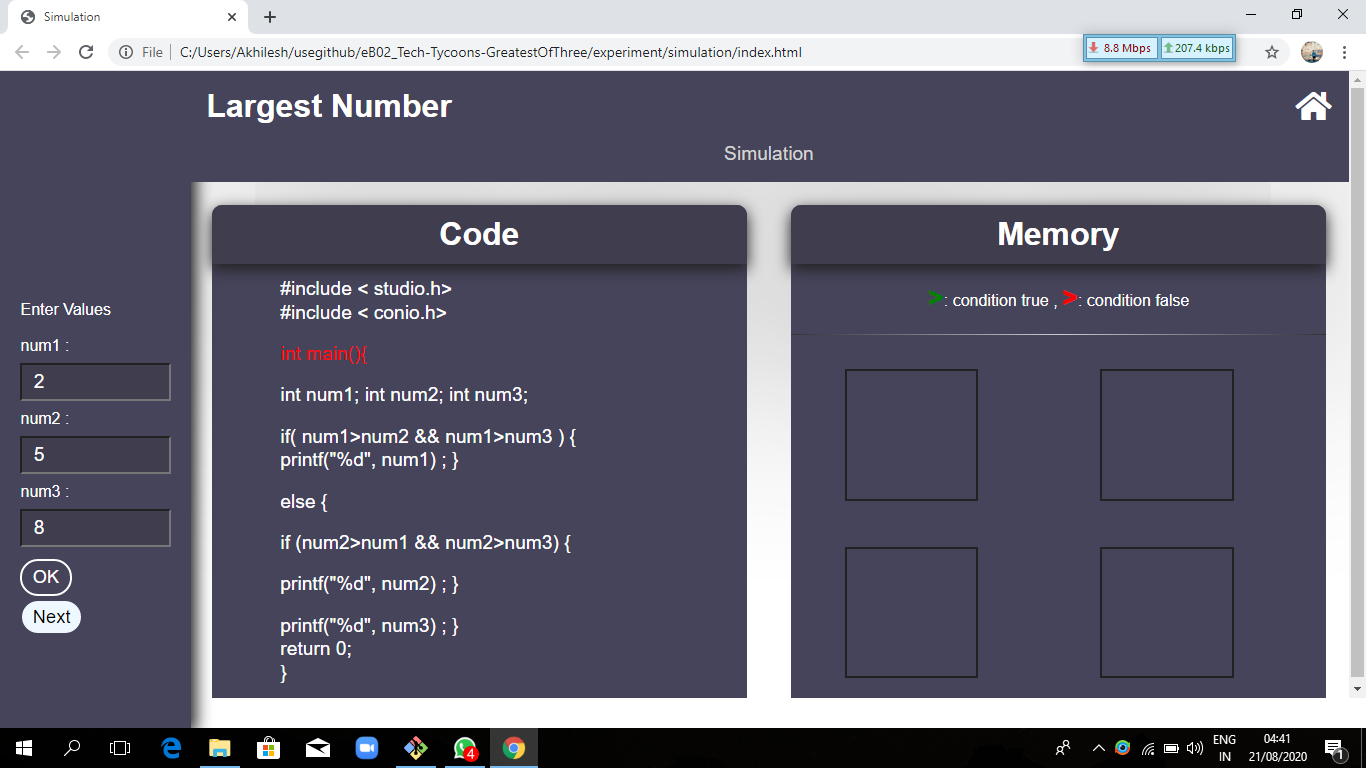 Simulation
File
C:/Users/Akhilesh/usegithub/eB02_Tech-Tycoons-GreatestOfThree/experiment/simulation/index.html
8.8 Mbps 207.4 kbps
Largest Number
Simulation
Enter Values
num1 :
2
num2 :
5
num3 :
8
OK
Next
Code
#include < studio.h>
#include < conio.h>
int main(){
int num1; int num2; int num3;
if( num1>num2 && num1>num3 ) {
printf("%d", num1) ; }
else {
if (num2>num1 && num2>num3) {
printf("%d", num2) ; }
printf("%d", num3) ; }
return 0;
}
Memory
>: condition true , >: condition false
4
ENG
IN
04:41
21/08/2020
1